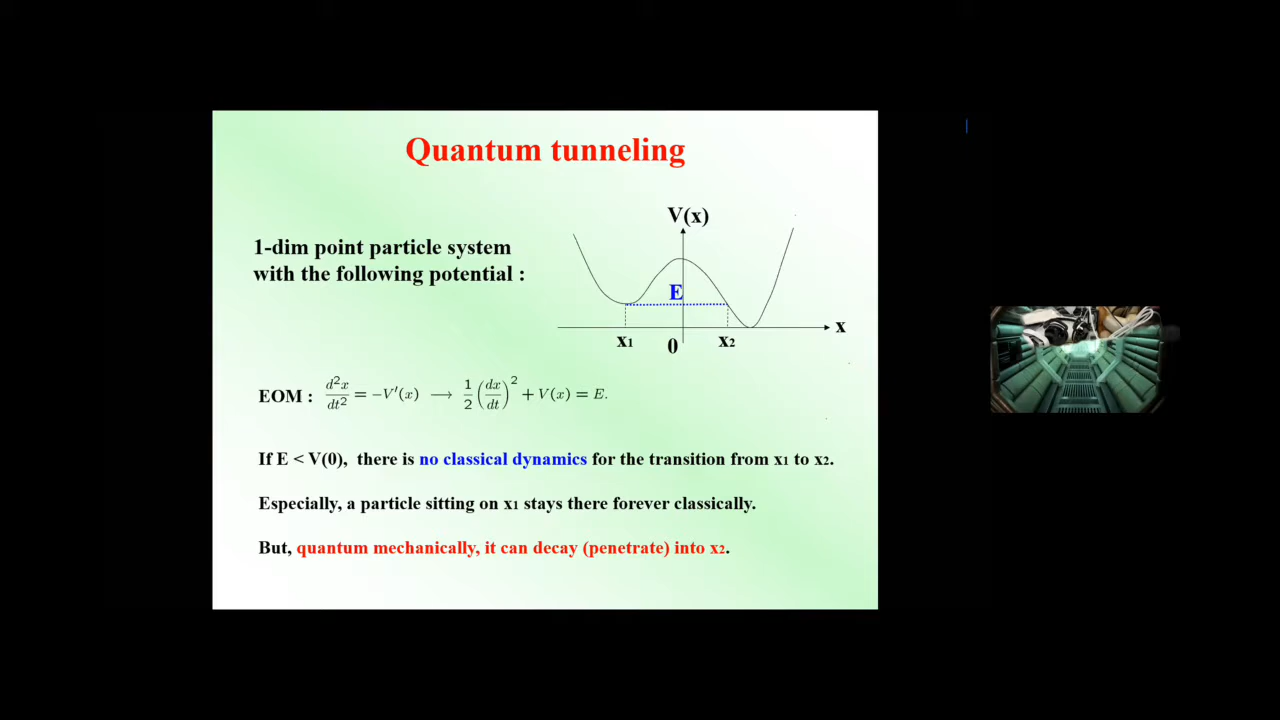 Quantum tunneling
1-dim point particle system
with the following potential :
V(x)
E
x
x1
0
x2
EOM : d²x/dt² = −V′(x) ⟶ 1/2 (dx/dt)² + V(x) = E.
If E < V(0), there is no classical dynamics for the transition from x1 to x2.
Especially, a particle sitting on x1 stays there forever classically.
But, quantum mechanically, it can decay (penetrate) into x2.